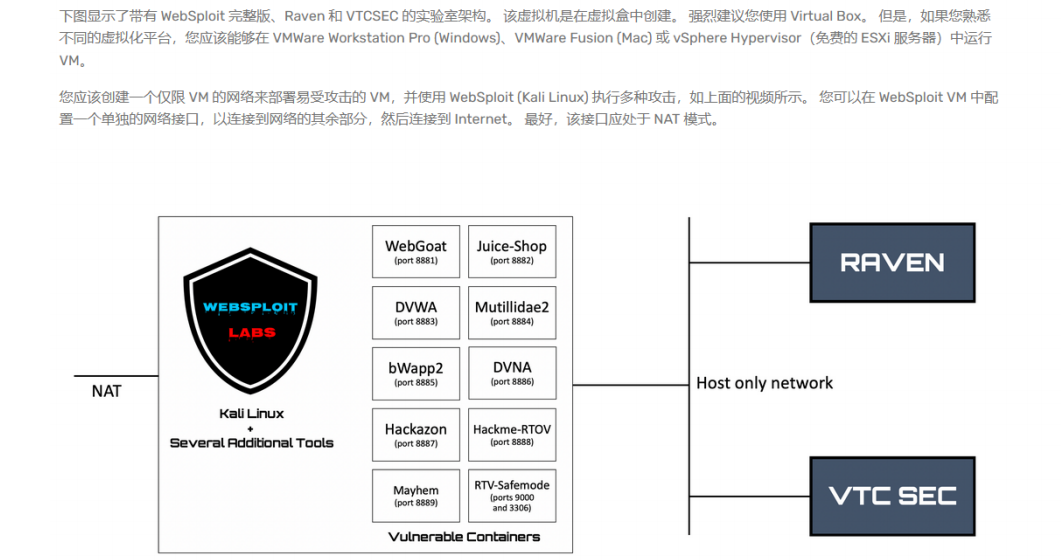 下图显示了带有 WebSploit 完整版、Raven 和 VTCSEC 的实验室架构。 该虚拟机是在虚拟盒中创建。 强烈建议您使用 Virtual Box。 但是，如果您熟悉
不同的虚拟化平台，您应该能够在 VMWare Workstation Pro (Windows)、VMWare Fusion (Mac) 或 vSphere Hypervisor（免费的 ESXi 服务器）中运行
VM。
您应该创建一个仅限 VM 的网络来部署易受攻击的 VM，并使用 WebSploit (Kali Linux) 执行多种攻击，如上面的视频所示。 您可以在 WebSploit VM 中配
置一个单独的网络接口，以连接到网络的其余部分，然后连接到 Internet。 最好，该接口应处于 NAT 模式。
NAT
WEBSPLOIT
LABS
Kali Linux
+
Several Additional Tools
WebGoat
(port 8881)
Juice-Shop
(port 8882)
DVWA
(port 8883)
Mutillidae2
(port 8884)
bWapp2
(port 8885)
DVNA
(port 8886)
Hackazon
(port 8887)
Hackme-RTOV
(port 8888)
Mayhem
(port 8889)
RTV-Safemode
(ports 9000
and 3306)
Vulnerable Containers
Host only network
RAVEN
VTC SEC